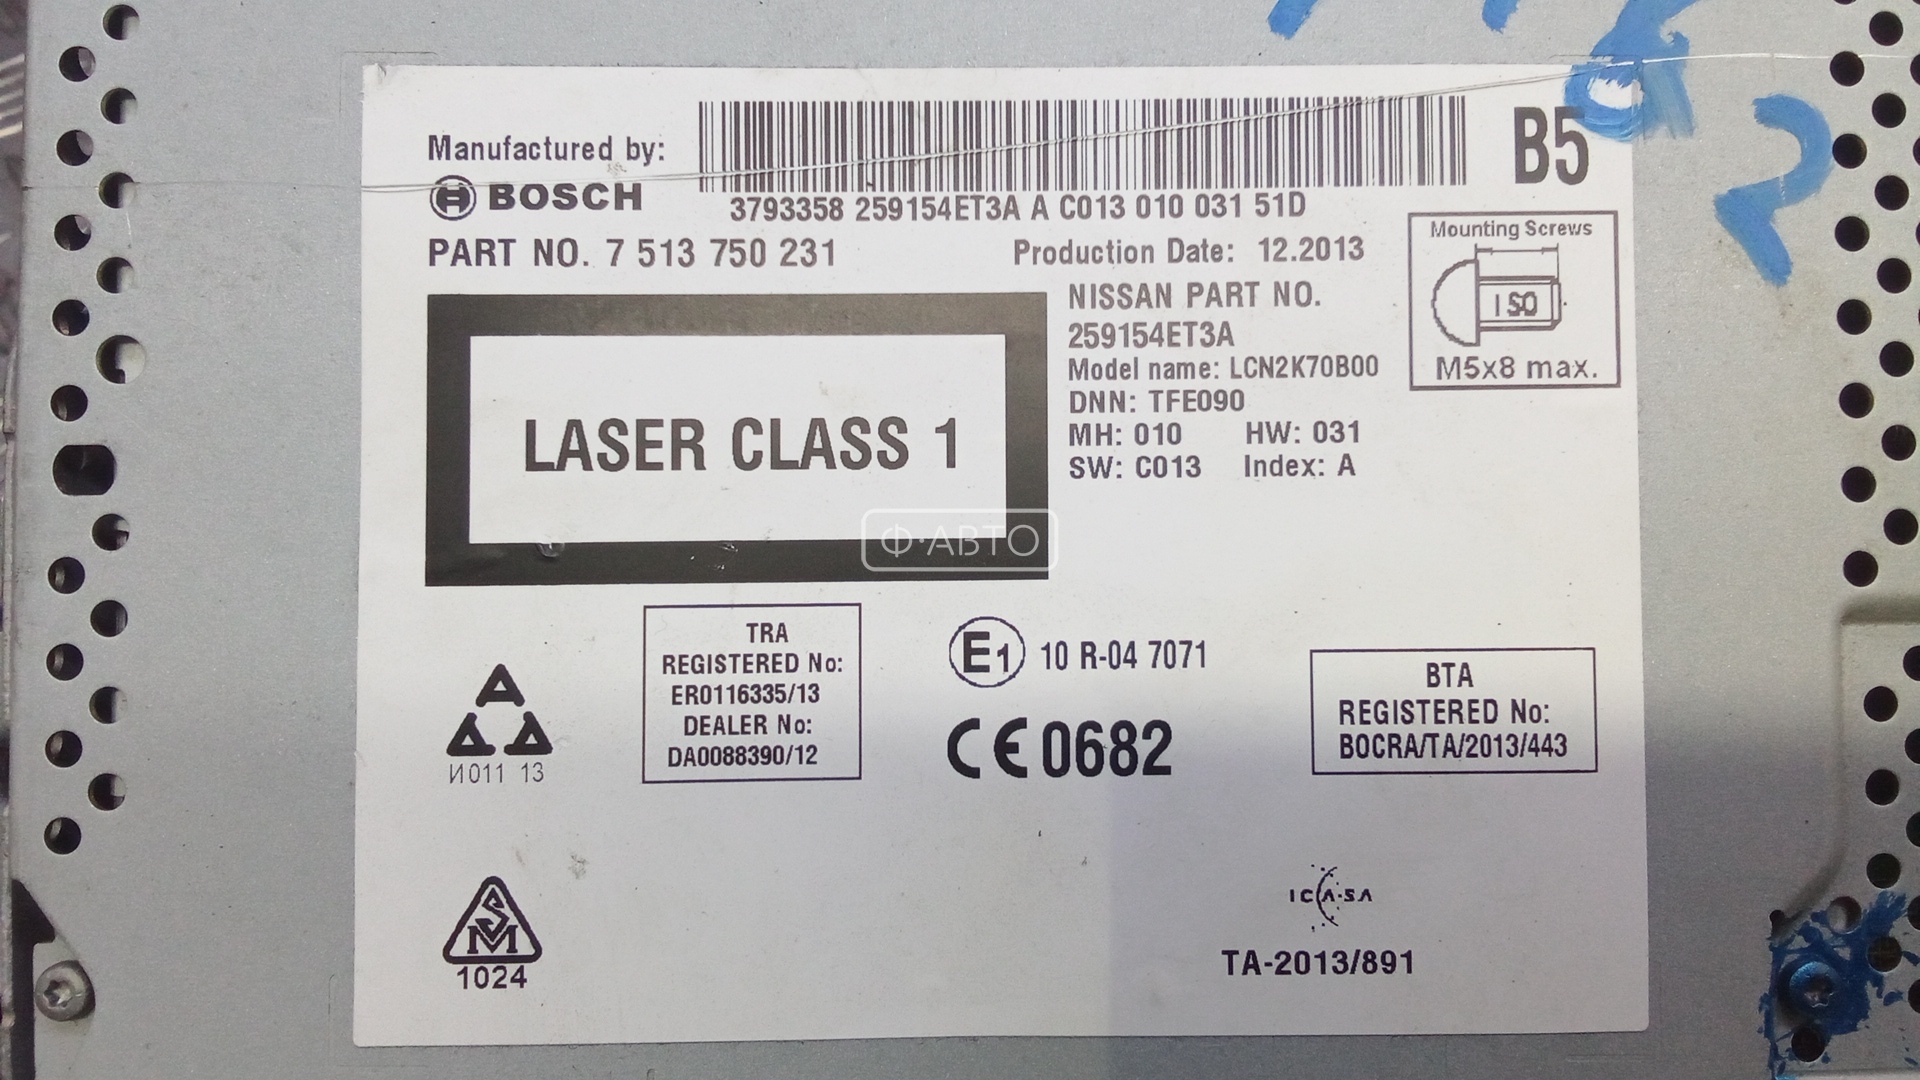 Manufactured by:
BOSCH
B5
3793358 259154ET3A A C013 010 031 51D
PART NO. 7 513 750 231
Production Date: 12.2013
Mounting Screws
ISO
M5x8 max.
NISSAN PART NO.
259154ET3A
Model name: LCN2K70B00
DNN: TFE090
MH: 010 HW: 031
SW: C013 Index: A
LASER CLASS 1
Ф·АВТО
TRA
REGISTERED No:
ER0116335/13
DEALER No:
DA0088390/12
E1 10 R-04 7071
CE 0682
BTA
REGISTERED No:
BOCRA/TA/2013/443
И011 13
SM
1024
ICASA
TA-2013/891
2